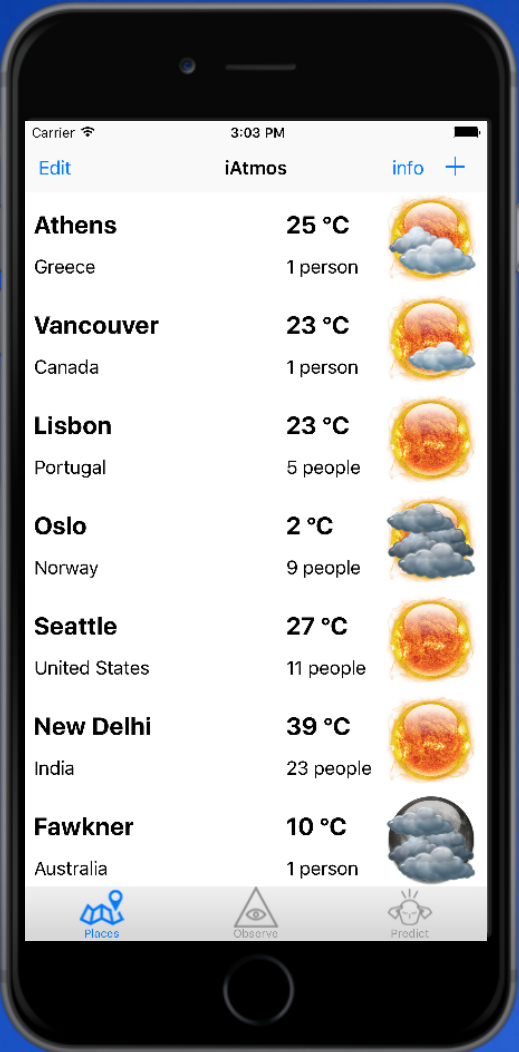 Carrier 3:03 PM
Edit iAtmos info +
Athens 25 °C
Greece 1 person
Vancouver 23 °C
Canada 1 person
Lisbon 23 °C
Portugal 5 people
Oslo 2 °C
Norway 9 people
Seattle 27 °C
United States 11 people
New Delhi 39 °C
India 23 people
Fawkner 10 °C
Australia 1 person
Places Observe Predict